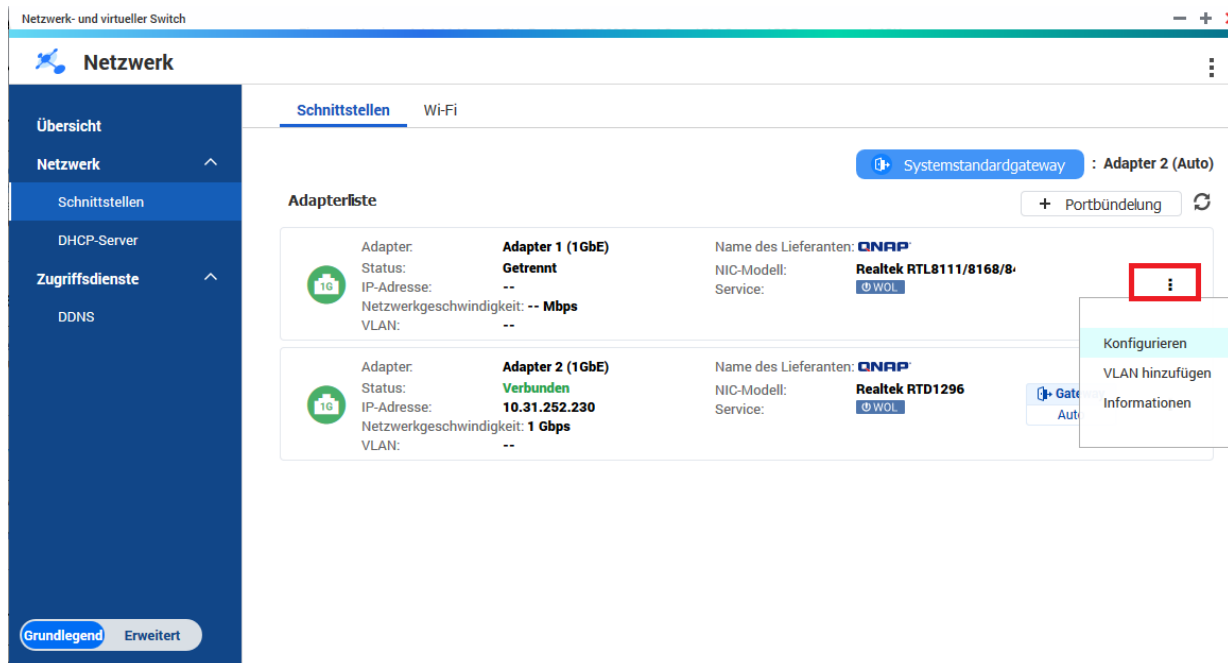 Netzwerk- und virtueller Switch
Netzwerk
Schnittstellen Wi-Fi
Übersicht
Netzwerk
Schnittstellen
DHCP-Server
Zugriffsdienste
DDNS
Grundlegend Erweitert
Systemstandardgateway : Adapter 2 (Auto)
Adapterliste
+ Portbündelung
Adapter: Adapter 1 (1GbE) Name des Lieferanten: QNAP
Status: Getrennt NIC-Modell: Realtek RTL8111/8168/84
1G
IP-Adresse: -- Service: WOL
Netzwerkgeschwindigkeit: -- Mbps
VLAN: --
Adapter: Adapter 2 (1GbE) Name des Lieferanten: QNAP
Status: Verbunden NIC-Modell: Realtek RTD1296
1G
IP-Adresse: 10.31.252.230 Service: WOL
Netzwerkgeschwindigkeit: 1 Gbps
VLAN: --
Konfigurieren
VLAN hinzufügen
Informationen